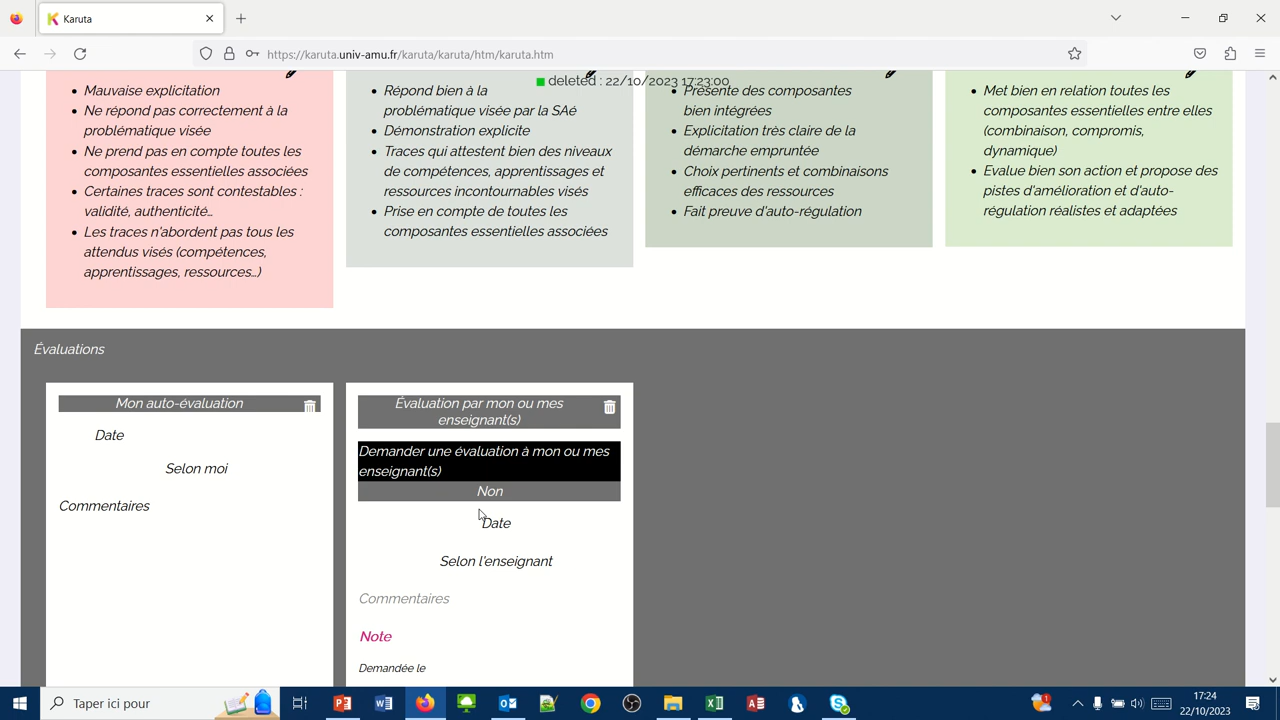 Karuta
https://karuta.univ-amu.fr/karuta/karuta/htm/karuta.htm
deleted : 22/10/2023 17:23:00
Mauvaise explicitation
Ne répond pas correctement à la
problématique visée
Ne prend pas en compte toutes les
composantes essentielles associées
Certaines traces sont contestables :
validité, authenticité...
Les traces n'abordent pas tous les
attendus visés (compétences,
apprentissages, ressources...)
Répond bien à la
problématique visée par la SAé
Démonstration explicite
Traces qui attestent bien des niveaux
de compétences, apprentissages et
ressources incontournables visés
Prise en compte de toutes les
composantes essentielles associées
Présente des composantes
bien intégrées
Explicitation très claire de la
démarche empruntée
Choix pertinents et combinaisons
efficaces des ressources
Fait preuve d'auto-régulation
Met bien en relation toutes les
composantes essentielles entre elles
(combinaison, compromis,
dynamique)
Evalue bien son action et propose des
pistes d'amélioration et d'auto-
régulation réalistes et adaptées
Évaluations
Mon auto-évaluation
Date
Selon moi
Commentaires
Évaluation par mon ou mes
enseignant(s)
Demander une évaluation à mon ou mes
enseignant(s)
Non
Date
Selon l'enseignant
Commentaires
Note
Demandée le
Taper ici pour
17:24
22/10/2023